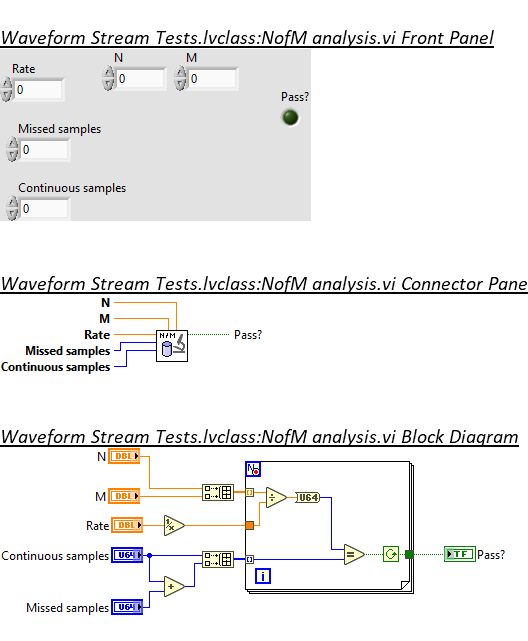 Waveform Stream Tests.lvclass:NofM analysis.vi Front Panel
N M
Rate
0 0 0
Pass?
Missed samples
0
Continuous samples
0
Waveform Stream Tests.lvclass:NofM analysis.vi Connector Pane
N
M
Rate N/M Pass?
Missed samples
Continuous samples
Waveform Stream Tests.lvclass:NofM analysis.vi Block Diagram
N DBL
N
M DBL U64
Rate DBL 1/x
Continuous samples U64 TF Pass?
i
Missed samples U64